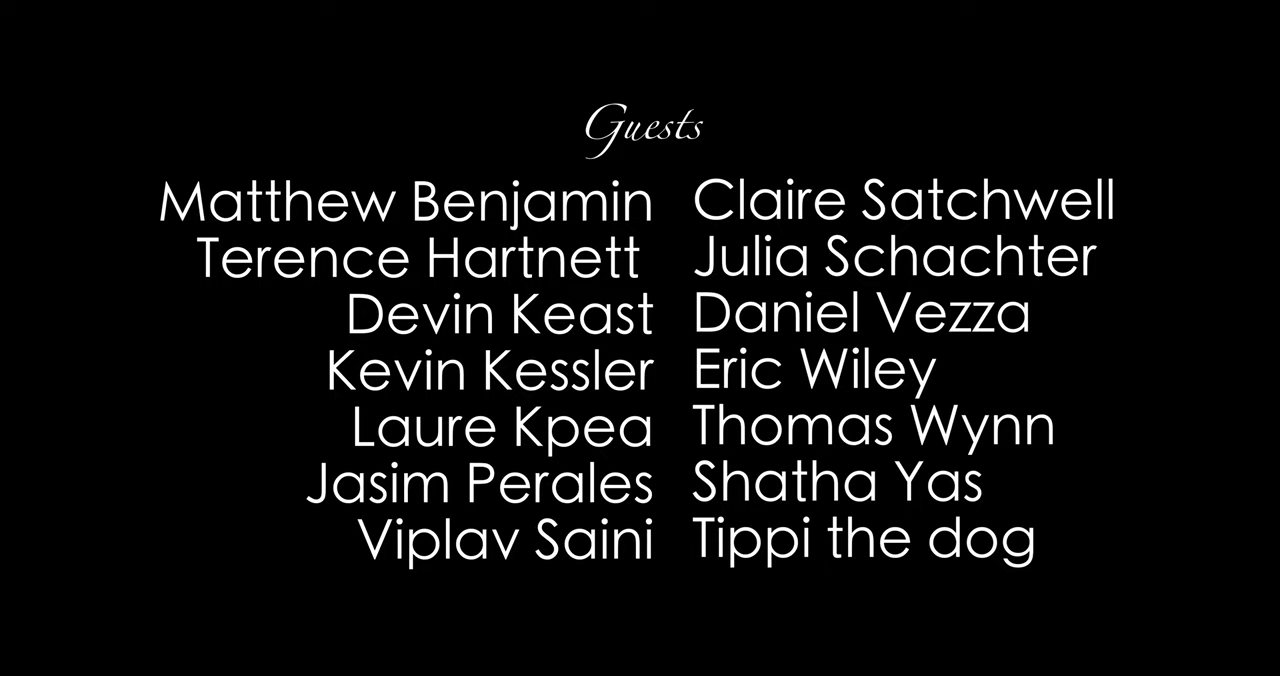 Guests
Matthew Benjamin
Terence Hartnett
Devin Keast
Kevin Kessler
Laure Kpea
Jasim Perales
Viplav Saini
Claire Satchwell
Julia Schachter
Daniel Vezza
Eric Wiley
Thomas Wynn
Shatha Yas
Tippi the dog